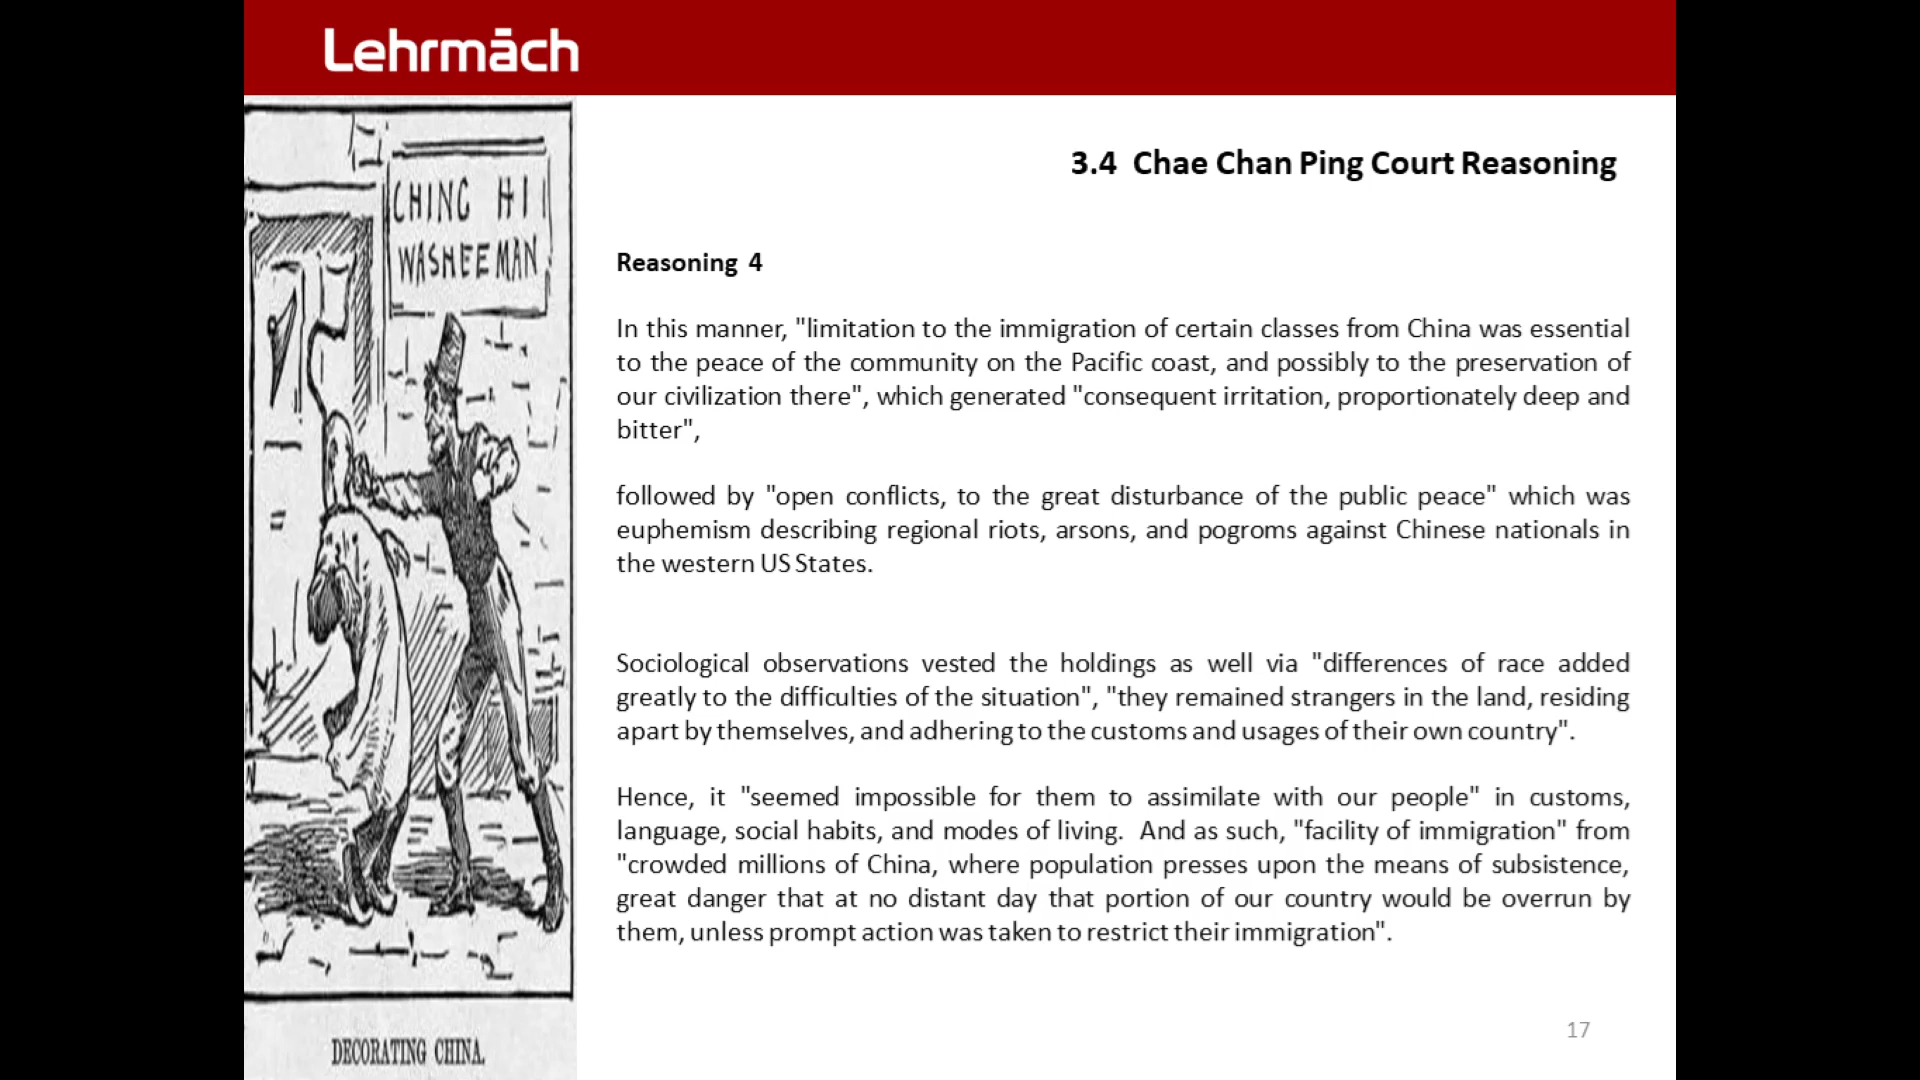 Lehrmāch
CHING HI
WASHEE MAN
DECORATING CHINA.
3.4 Chae Chan Ping Court Reasoning
Reasoning 4
In this manner, "limitation to the immigration of certain classes from China was essential
to the peace of the community on the Pacific coast, and possibly to the preservation of
our civilization there", which generated "consequent irritation, proportionately deep and
bitter",
followed by "open conflicts, to the great disturbance of the public peace" which was
euphemism describing regional riots, arsons, and pogroms against Chinese nationals in
the western US States.
Sociological observations vested the holdings as well via "differences of race added
greatly to the difficulties of the situation", "they remained strangers in the land, residing
apart by themselves, and adhering to the customs and usages of their own country".
Hence, it "seemed impossible for them to assimilate with our people" in customs,
language, social habits, and modes of living. And as such, "facility of immigration" from
"crowded millions of China, where population presses upon the means of subsistence,
great danger that at no distant day that portion of our country would be overrun by
them, unless prompt action was taken to restrict their immigration".
17